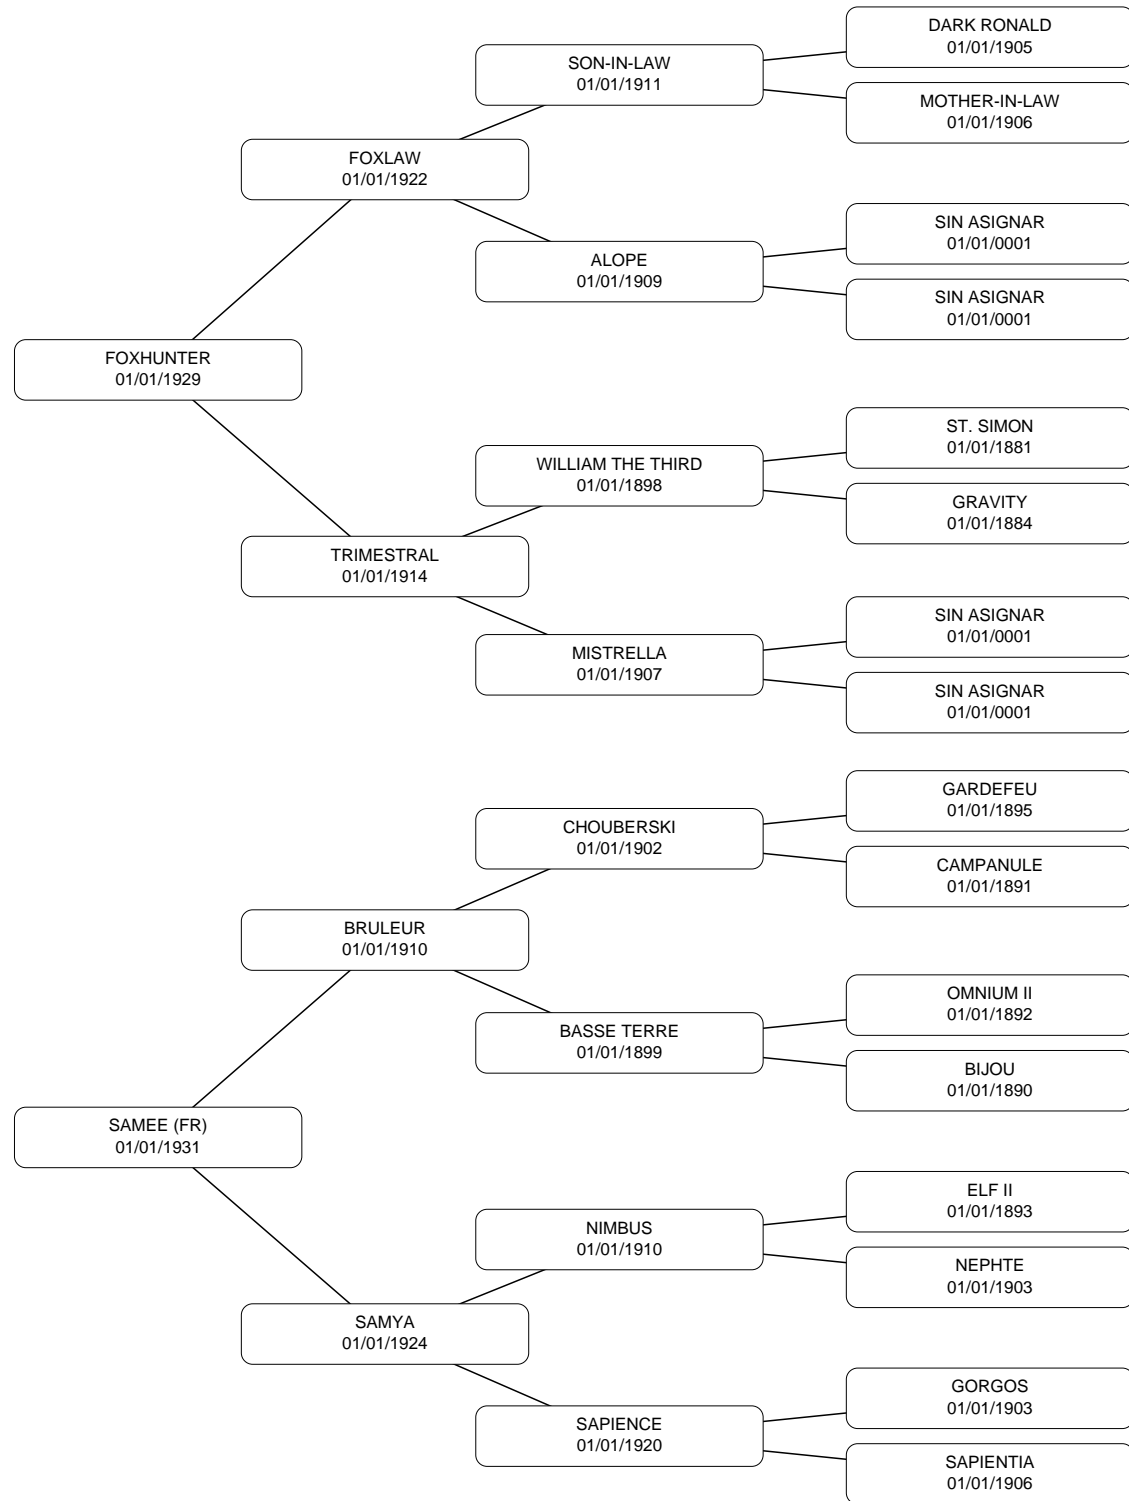 DARK RONALD
01/01/1905
SON-IN-LAW
01/01/1911
MOTHER-IN-LAW
01/01/1906
FOXLAW
01/01/1922
SIN ASIGNAR
01/01/0001
ALOPE
01/01/1909
SIN ASIGNAR
01/01/0001
FOXHUNTER
01/01/1929
ST. SIMON
01/01/1881
WILLIAM THE THIRD
01/01/1898
GRAVITY
01/01/1884
TRIMESTRAL
01/01/1914
SIN ASIGNAR
01/01/0001
MISTRELLA
01/01/1907
SIN ASIGNAR
01/01/0001
GARDEFEU
01/01/1895
CHOUBERSKI
01/01/1902
CAMPANULE
01/01/1891
BRULEUR
01/01/1910
OMNIUM II
01/01/1892
BASSE TERRE
01/01/1899
BIJOU
01/01/1890
SAMEE (FR)
01/01/1931
ELF II
01/01/1893
NIMBUS
01/01/1910
NEPHTE
01/01/1903
SAMYA
01/01/1924
GORGOS
01/01/1903
SAPIENCE
01/01/1920
SAPIENTIA
01/01/1906